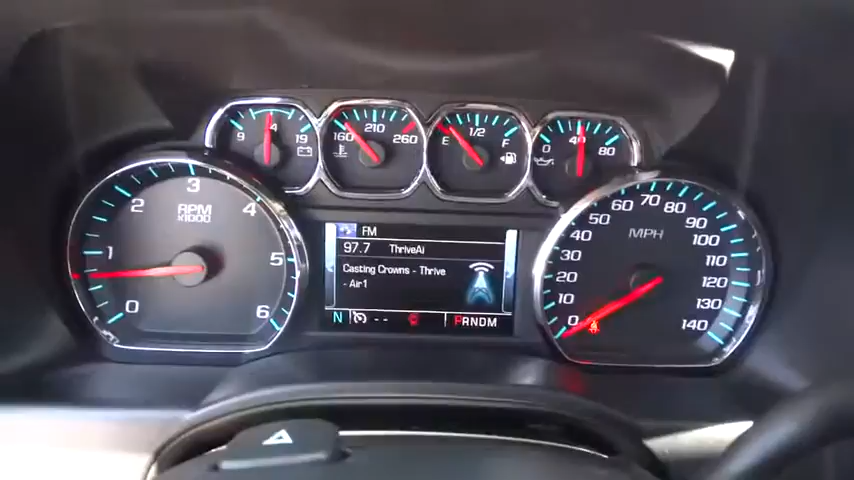 9 4 19
160 210 260
E 1/2 F
0 40 80
RPM
X1000
0 1 2 3 4 5 6
FM
97.7 ThriveAi
Casting Crowns - Thrive
- Air1
N -- PRNDM
MPH
0 10 20 30 40 50 60 70 80 90 100 110 120 130 140